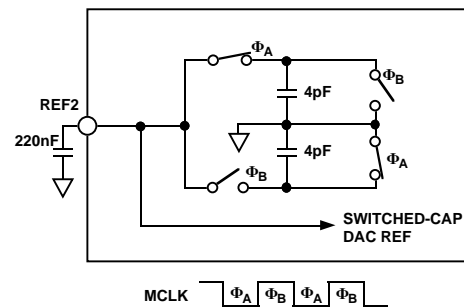 ΦA
ΦB
REF2
4pF
220nF
4pF
ΦA
ΦB
SWITCHED-CAP
DAC REF
MCLK ΦA ΦB ΦA ΦB